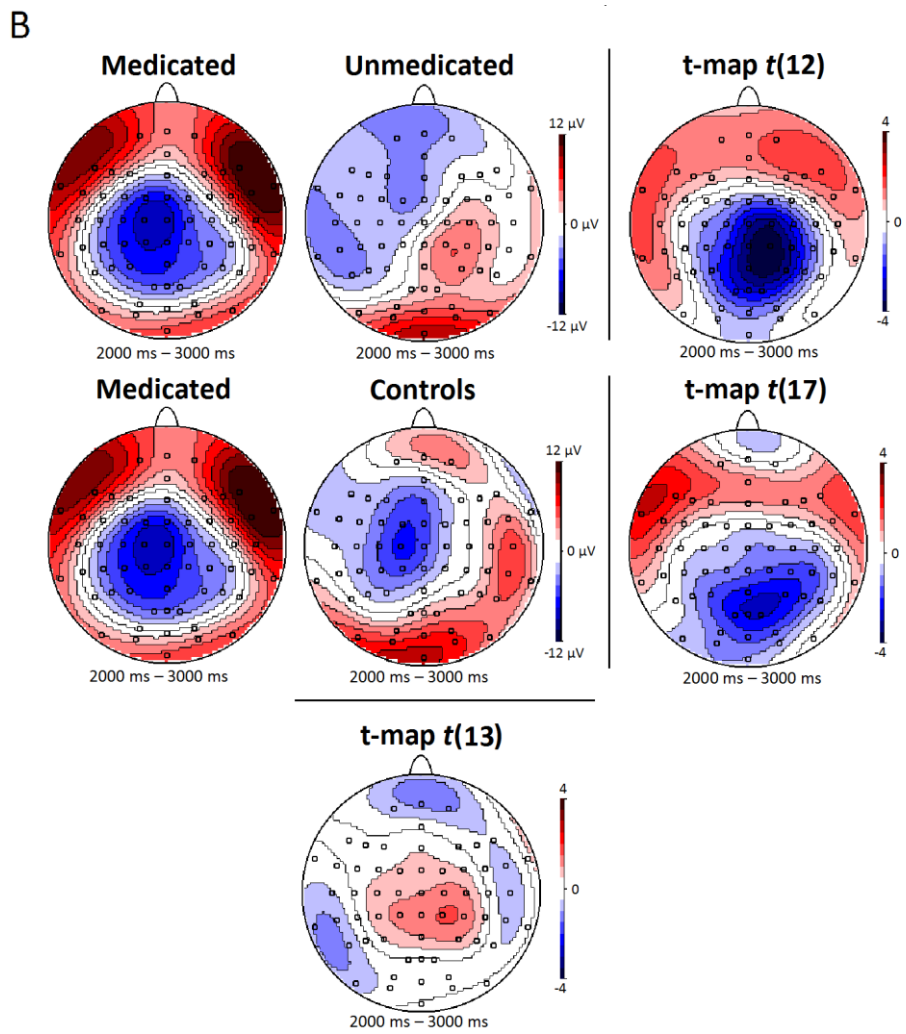 B
Medicated
Unmedicated
t-map t(12)
12 µV
0 µV
-12 µV
4
0
-4
2000 ms – 3000 ms
2000 ms – 3000 ms
2000 ms – 3000 ms
Medicated
Controls
t-map t(17)
12 µV
0 µV
-12 µV
4
0
-4
2000 ms – 3000 ms
2000 ms – 3000 ms
2000 ms – 3000 ms
t-map t(13)
4
0
-4
2000 ms – 3000 ms